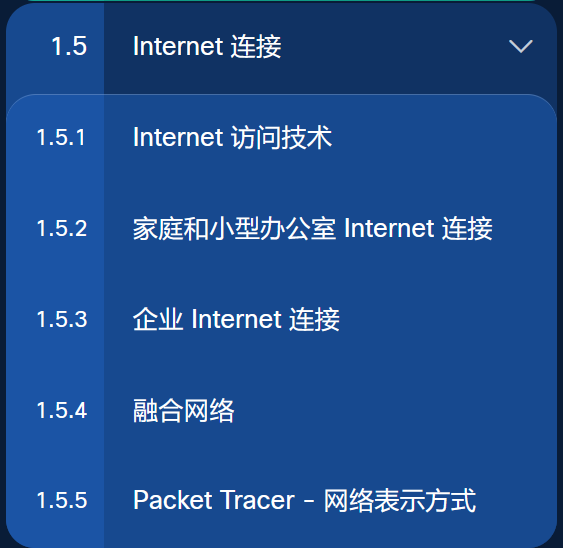 1.5 Internet 连接
1.5.1 Internet 访问技术
1.5.2 家庭和小型办公室 Internet 连接
1.5.3 企业 Internet 连接
1.5.4 融合网络
1.5.5 Packet Tracer - 网络表示方式